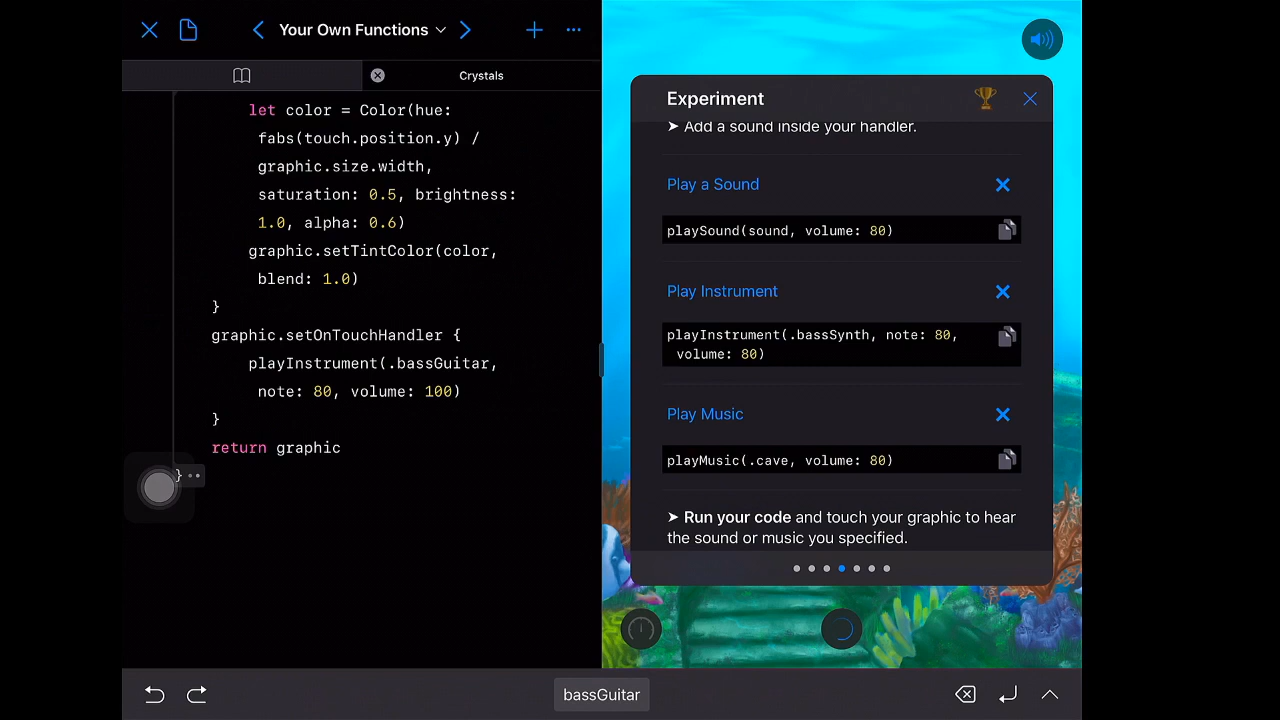 Your Own Functions
Crystals
let color = Color(hue:
fabs(touch.position.y) /
graphic.size.width,
saturation: 0.5, brightness:
1.0, alpha: 0.6)
graphic.setTintColor(color,
blend: 1.0)
}
graphic.setOnTouchHandler {
playInstrument(.bassGuitar,
note: 80, volume: 100)
}
return graphic
}
Experiment
➤ Add a sound inside your handler.
Play a Sound
playSound(sound, volume: 80)
Play Instrument
playInstrument(.bassSynth, note: 80,
volume: 80)
Play Music
playMusic(.cave, volume: 80)
➤ Run your code and touch your graphic to hear
the sound or music you specified.
bassGuitar